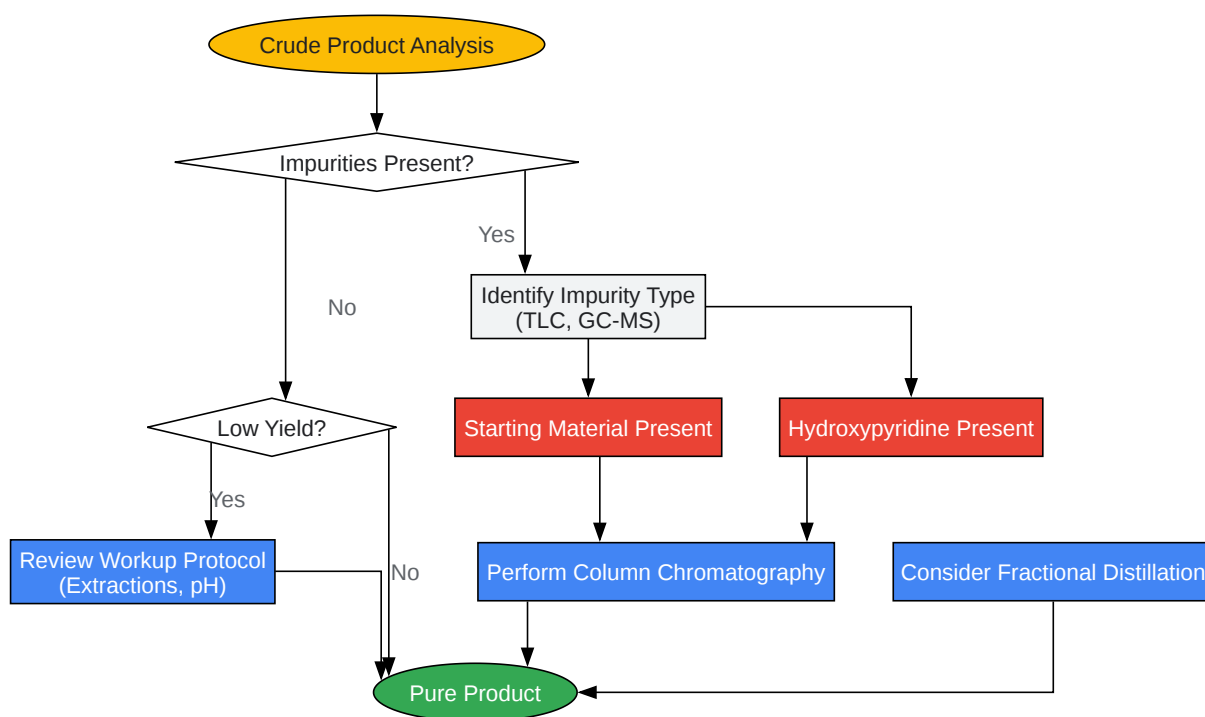 Crude Product Analysis
Impurities Present?
Yes
Identify Impurity Type
(TLC, GC-MS)
No
Low Yield?
Starting Material Present
Hydroxypyridine Present
Yes
Review Workup Protocol
(Extractions, pH)
No
Perform Column Chromatography
Consider Fractional Distillation
Pure Product